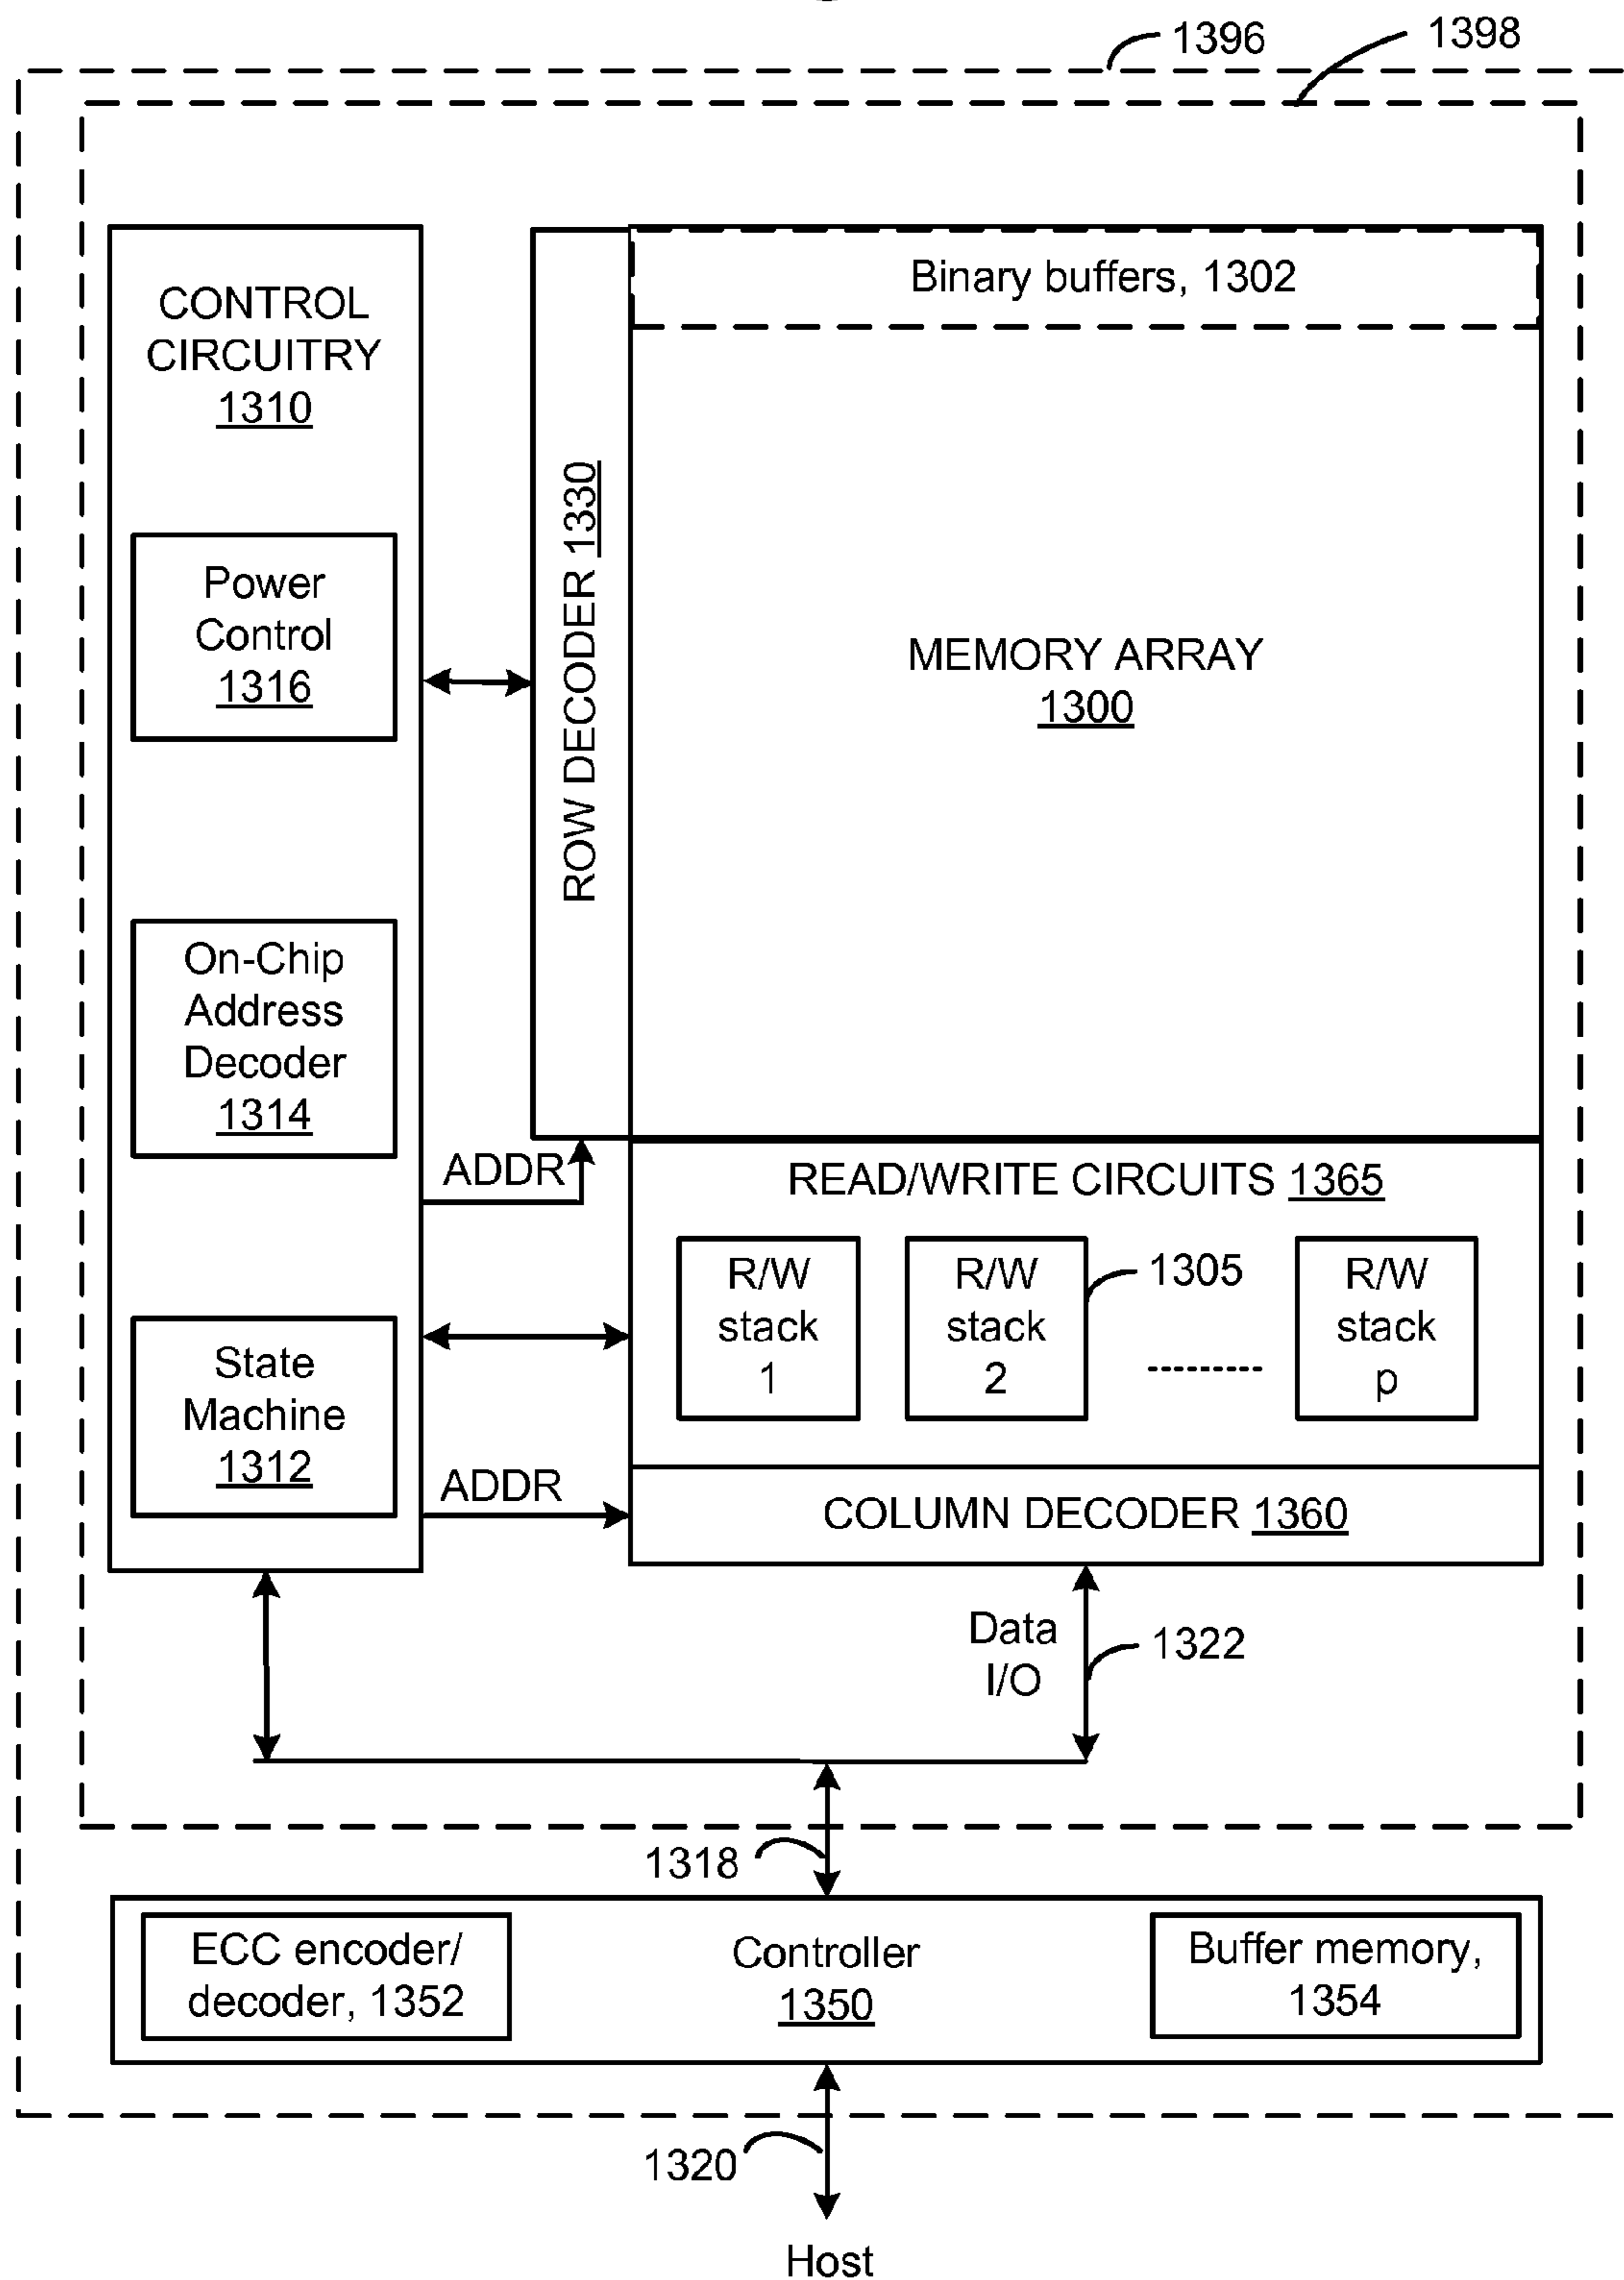 1396
1398
CONTROL
CIRCUITRY
1310
Power
Control
1316
On-Chip
Address
Decoder
1314
State
Machine
1312
ROW DECODER 1330
Binary buffers, 1302
MEMORY ARRAY
1300
ADDR
READ/WRITE CIRCUITS 1365
R/W
stack
1
R/W
stack
2
1305
R/W
stack
p
ADDR
COLUMN DECODER 1360
Data
I/O
1322
1318
ECC encoder/
decoder, 1352
Controller
1350
Buffer memory,
1354
1320
Host